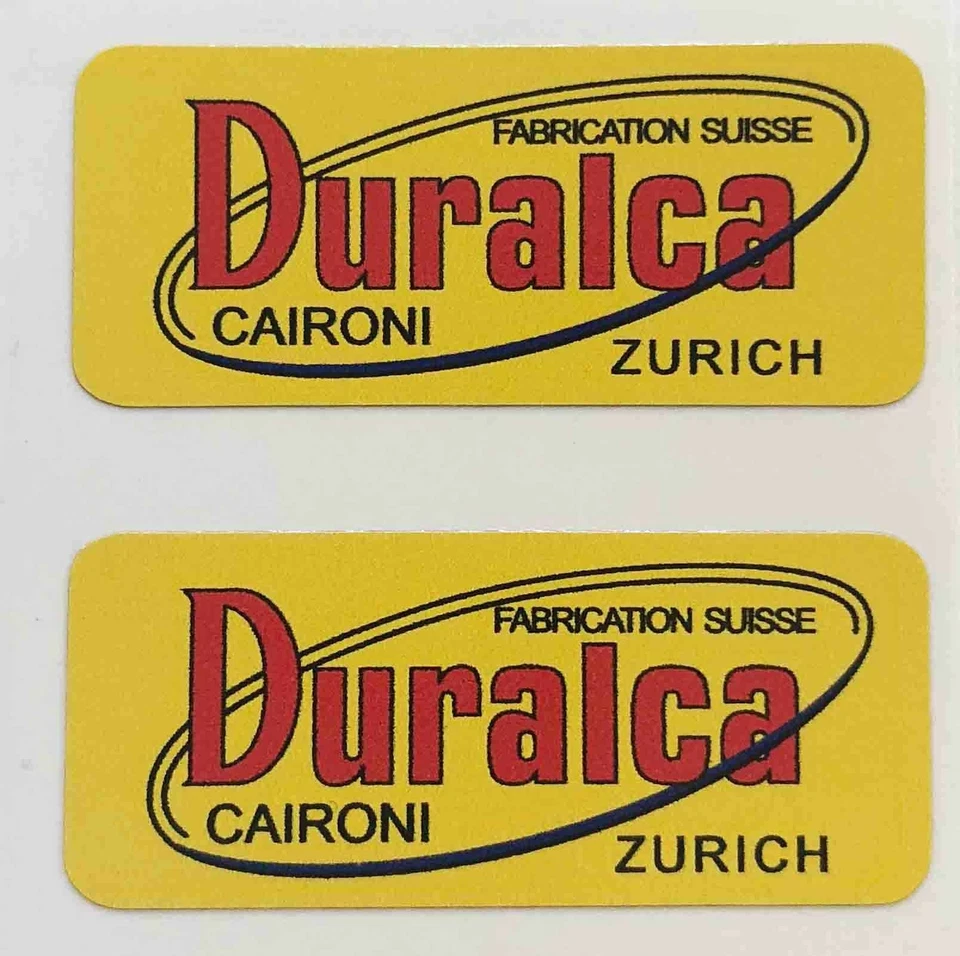 FABRICATION SUISSE
Duralca
CAIRONI
ZURICH
FABRICATION SUISSE
Duralca
CAIRONI
ZURICH